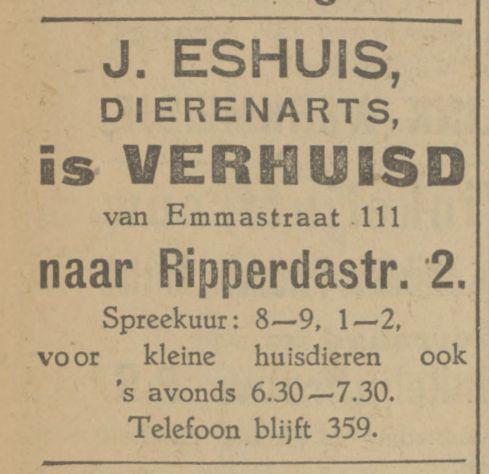 J. ESHUIS,
DIERENARTS,
is VERHUISD
van Emmastraat 111
naar Ripperdastr. 2.
Spreekuur: 8—9, 1—2,
voor kleine huisdieren ook
's avonds 6.30—7.30.
Telefoon blijft 359.